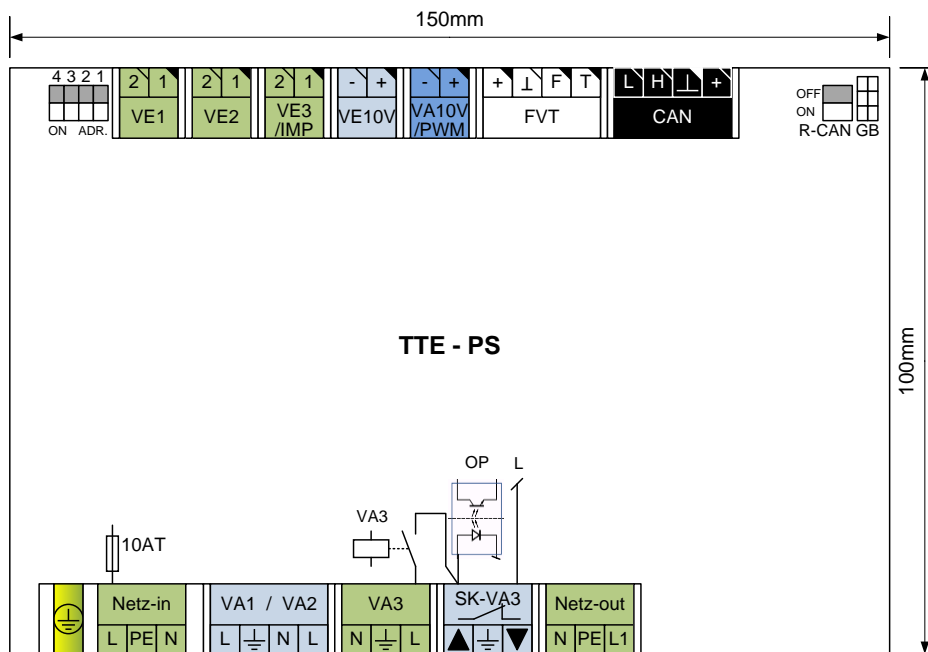 150mm
4 3 2 1
ON ADR.
2 1
VE1
2 1
VE2
2 1
VE3
/IMP
- +
VE10V
- +
VA10V
/PWM
+ ⊥ F T
FVT
L H ⊥ +
CAN
OFF
ON
R-CAN GB
100mm
TTE - PS
OP L
VA3
10AT
Netz-in
L PE N
VA1 / VA2
L N L
VA3
N L
SK-VA3
Netz-out
N PE L1